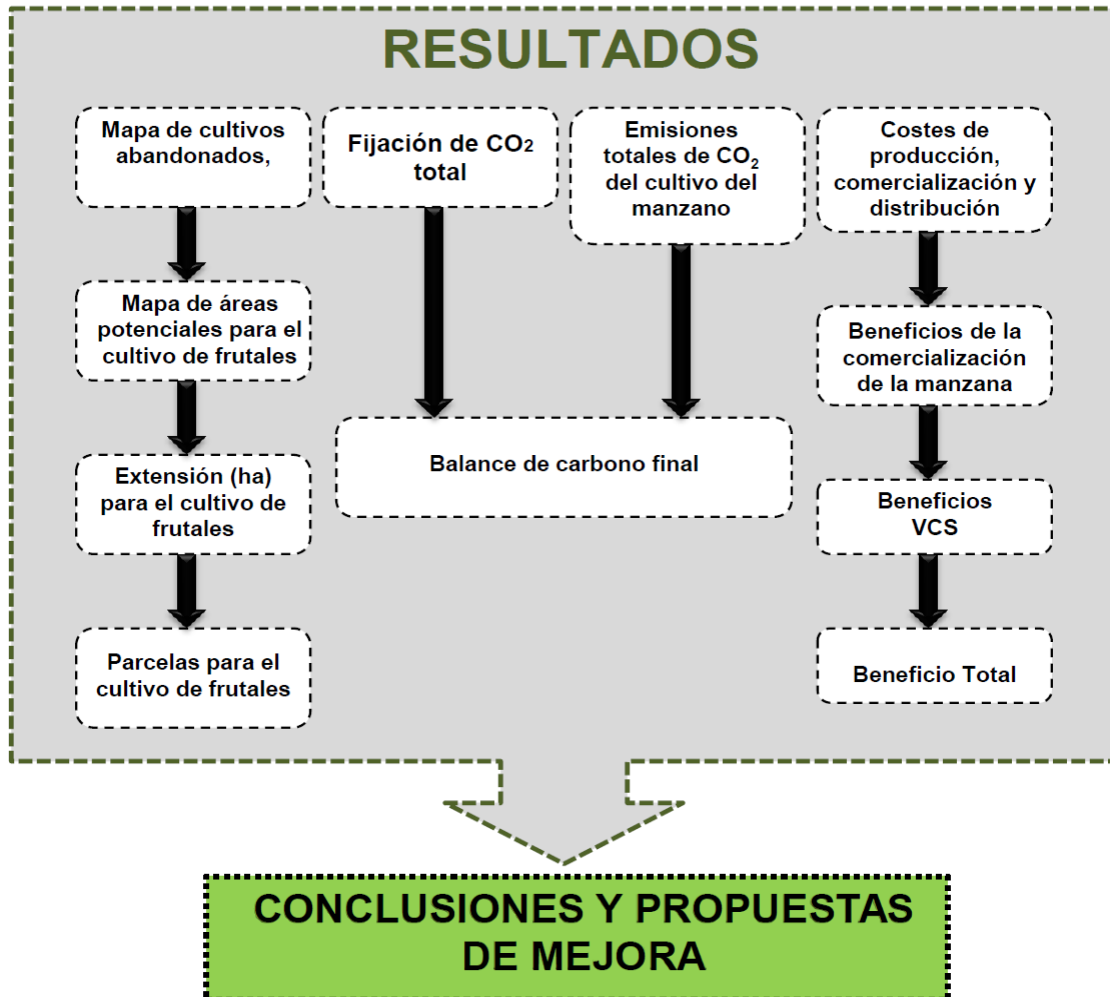 RESULTADOS
Mapa de cultivos
abandonados,
Mapa de áreas
potenciales para el
cultivo de frutales
Extensión (ha)
para el cultivo de
frutales
Parcelas para el
cultivo de frutales
Fijación de CO2
total
Emisiones
totales de CO₂
del cultivo del
manzano
Balance de carbono final
Costes de
producción,
comercialización y
distribución
Beneficios de la
comercialización
de la manzana
Beneficios
VCS
Beneficio Total
CONCLUSIONES Y PROPUESTAS
DE MEJORA